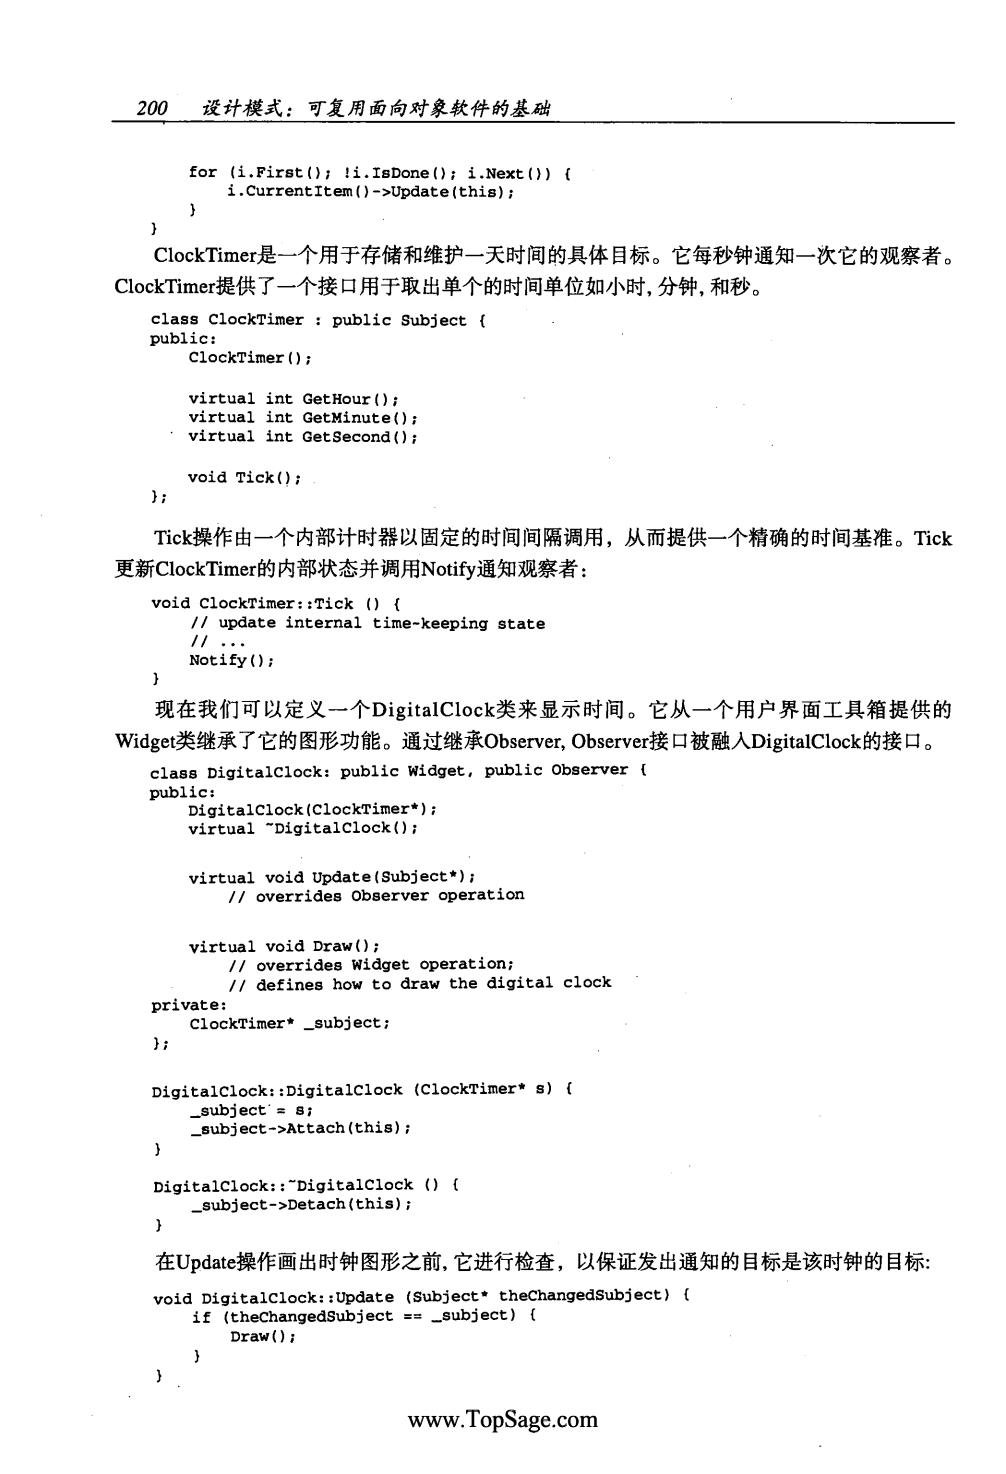 200 设计模式：可复用面向对象软件的基础
for (i.First(); !i.IsDone(); i.Next()) {
i.CurrentItem()->Update(this);
}
}
ClockTimer是一个用于存储和维护一天时间的具体目标。它每秒钟通知一次它的观察者。
ClockTimer提供了一个接口用于取出单个的时间单位如小时, 分钟, 和秒。
class ClockTimer : public Subject {
public:
ClockTimer();
virtual int GetHour();
virtual int GetMinute();
virtual int GetSecond();
void Tick();
};
Tick操作由一个内部计时器以固定的时间间隔调用，从而提供一个精确的时间基准。Tick
更新ClockTimer的内部状态并调用Notify通知观察者：
void ClockTimer::Tick () {
// update internal time-keeping state
// ...
Notify();
}
现在我们可以定义一个DigitalClock类来显示时间。它从一个用户界面工具箱提供的
Widget类继承了它的图形功能。通过继承Observer, Observer接口被融入DigitalClock的接口。
class DigitalClock: public Widget, public Observer {
public:
DigitalClock(ClockTimer*);
virtual ~DigitalClock();
virtual void Update(Subject*);
// overrides Observer operation
virtual void Draw();
// overrides Widget operation;
// defines how to draw the digital clock
private:
ClockTimer* _subject;
};
DigitalClock::DigitalClock (ClockTimer* s) {
_subject = s;
_subject->Attach(this);
}
DigitalClock::~DigitalClock () {
_subject->Detach(this);
}
在Update操作画出时钟图形之前, 它进行检查，以保证发出通知的目标是该时钟的目标:
void DigitalClock::Update (Subject* theChangedSubject) {
if (theChangedSubject == _subject) {
Draw();
}
}
www.TopSage.com